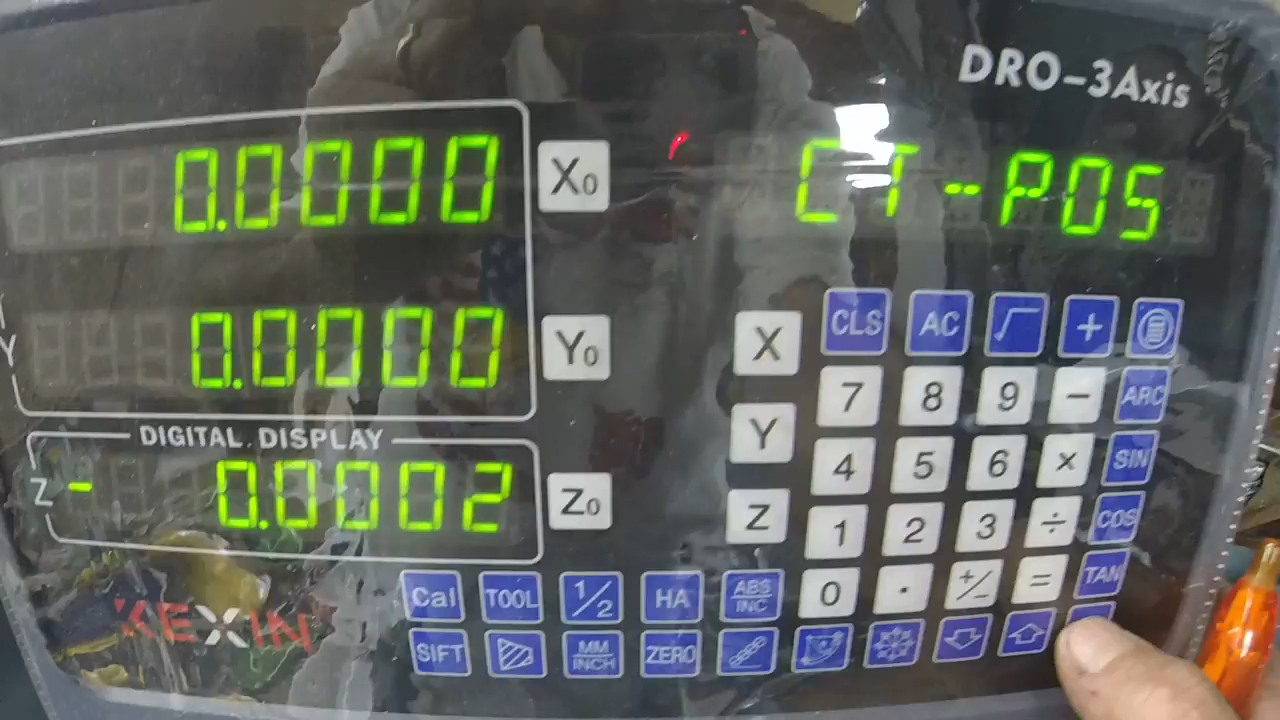 DRO-3Axis
0.0000 X0 CT-POS
Y 0.0000 Y0
DIGITAL DISPLAY
Z - 0.0002 Z0
X CLS AC √ +
7 8 9 - ARC
Y 4 5 6 × SIN
Z 1 2 3 ÷ COS
Cal TOOL 1/2 HA ABS/INC 0 . +/- = TAN
SIFT MM INCH ZERO
KEXIN